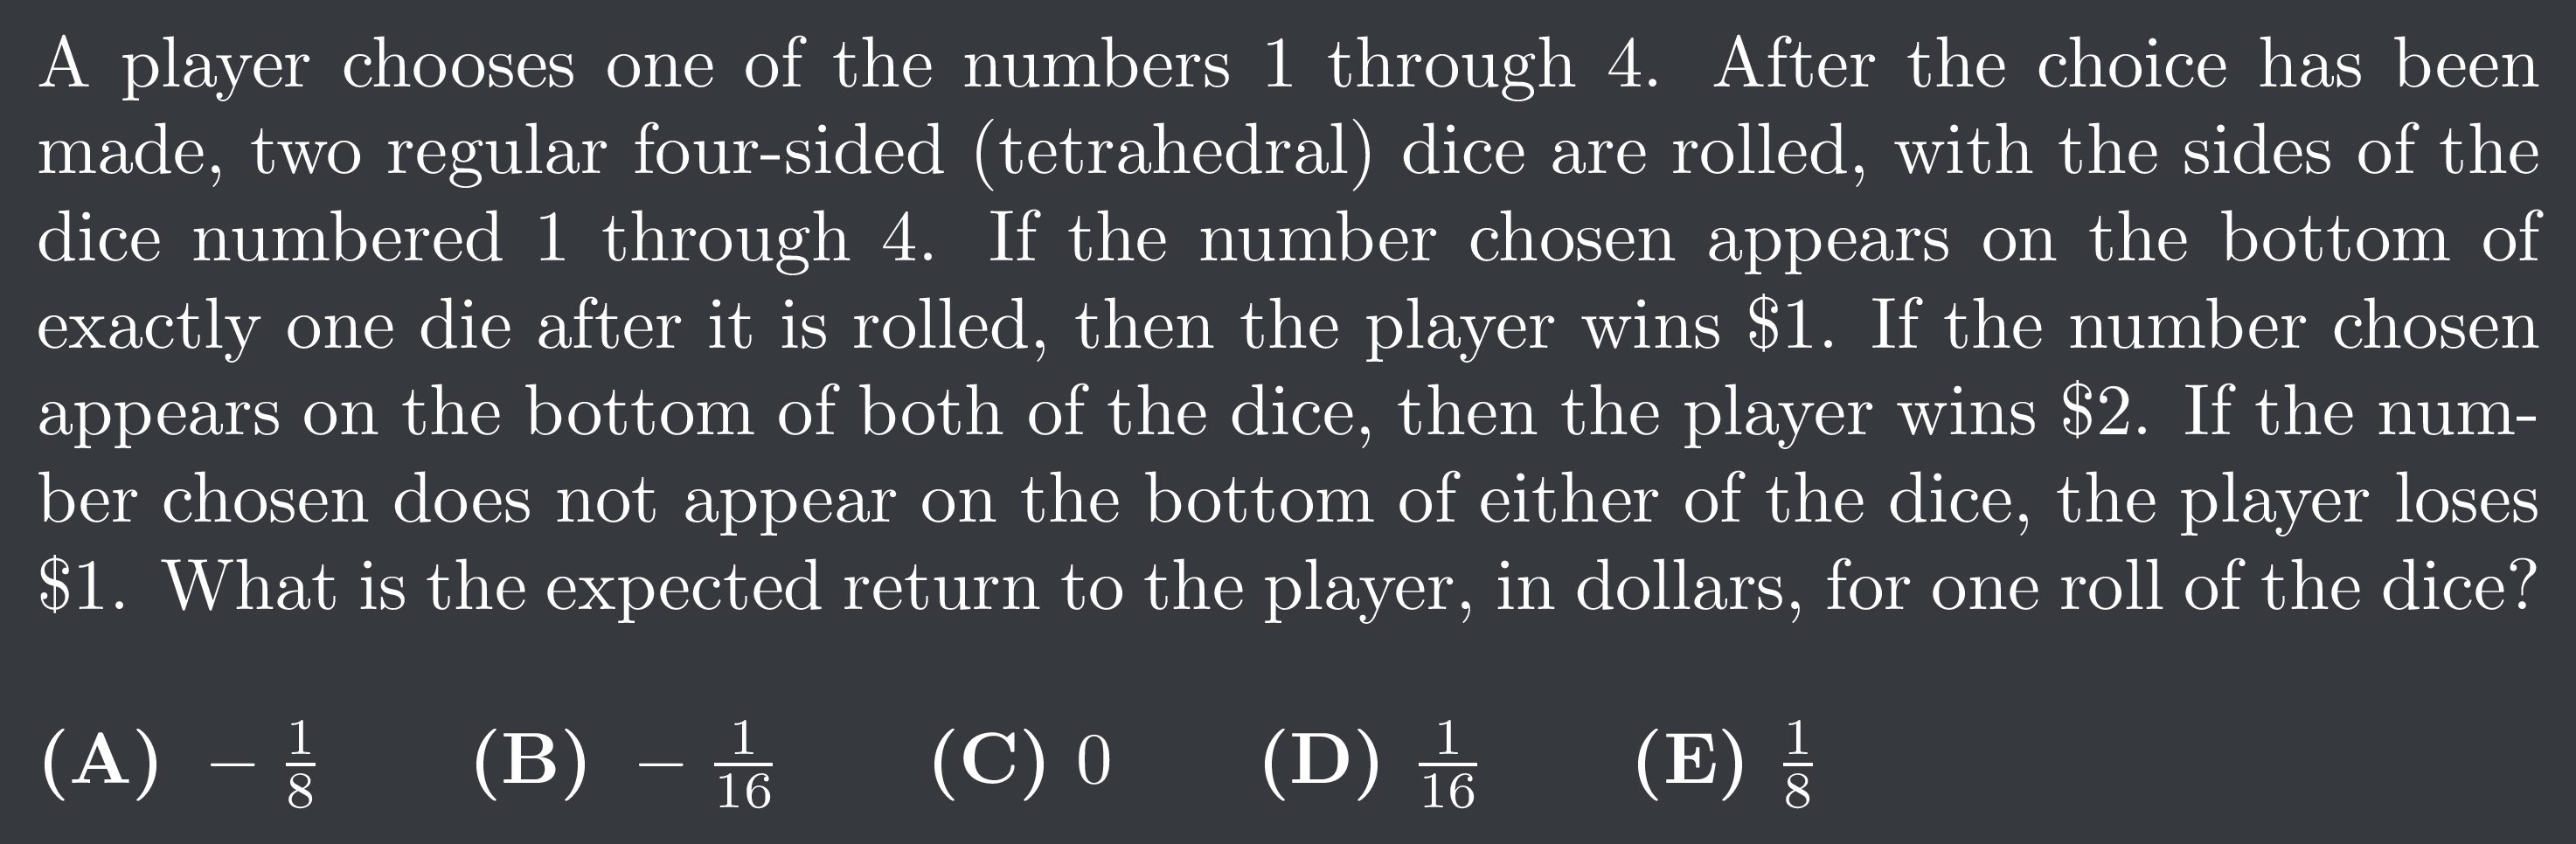 A player chooses one of the numbers 1 through 4. After the choice has been
made, two regular four-sided (tetrahedral) dice are rolled, with the sides of the
dice numbered 1 through 4. If the number chosen appears on the bottom of
exactly one die after it is rolled, then the player wins $1. If the number chosen
appears on the bottom of both of the dice, then the player wins $2. If the num-
ber chosen does not appear on the bottom of either of the dice, the player loses
$1. What is the expected return to the player, in dollars, for one roll of the dice?
(A) − 1/8 (B) − 1/16 (C) 0 (D) 1/16 (E) 1/8